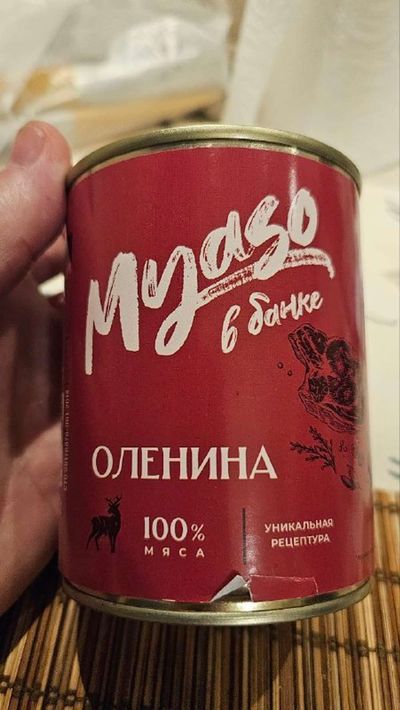 Myaso
в банке
ОЛЕНИНА
100%
МЯСА
УНИКАЛЬНАЯ
РЕЦЕПТУРА